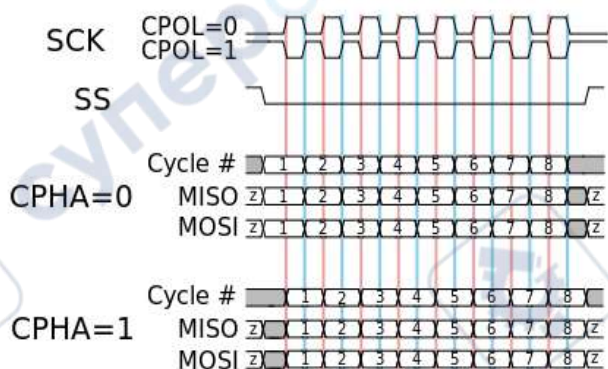 SCK CPOL=0
CPOL=1
SS
Cycle # 1 2 3 4 5 6 7 8
CPHA=0 MISO z 1 2 3 4 5 6 7 8 z
MOSI z 1 2 3 4 5 6 7 8 z
Cycle # 1 2 3 4 5 6 7 8
CPHA=1 MISO z 1 2 3 4 5 6 7 8 z
MOSI z 1 2 3 4 5 6 7 8 z